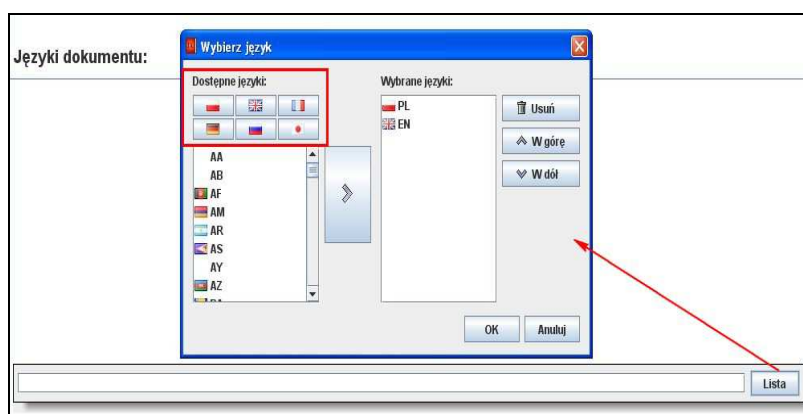 Języki dokumentu:
Wybierz język
Dostępne języki:
AA
AB
AF
AM
AR
AS
AY
AZ
Wybrane języki:
PL
EN
Usuń
W górę
W dół
OK
Anuluj
Lista